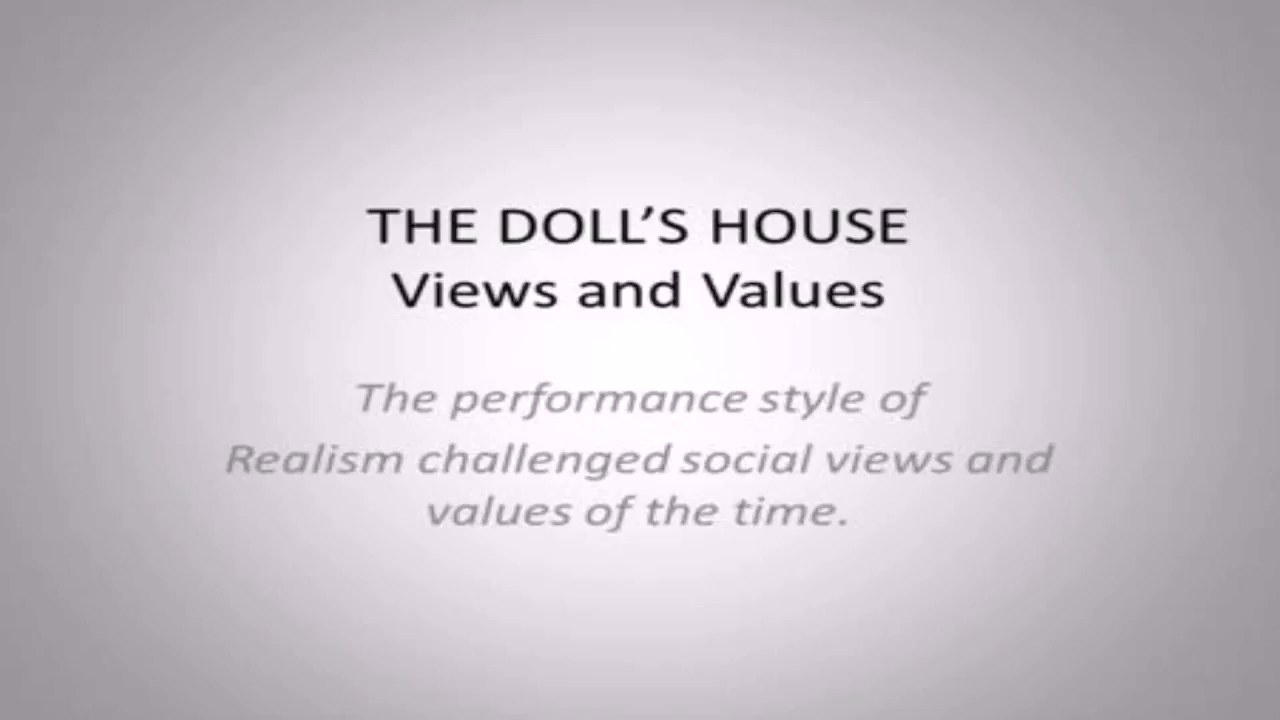 THE DOLL’S HOUSE
Views and Values
The performance style of
Realism challenged social views and
values of the time.